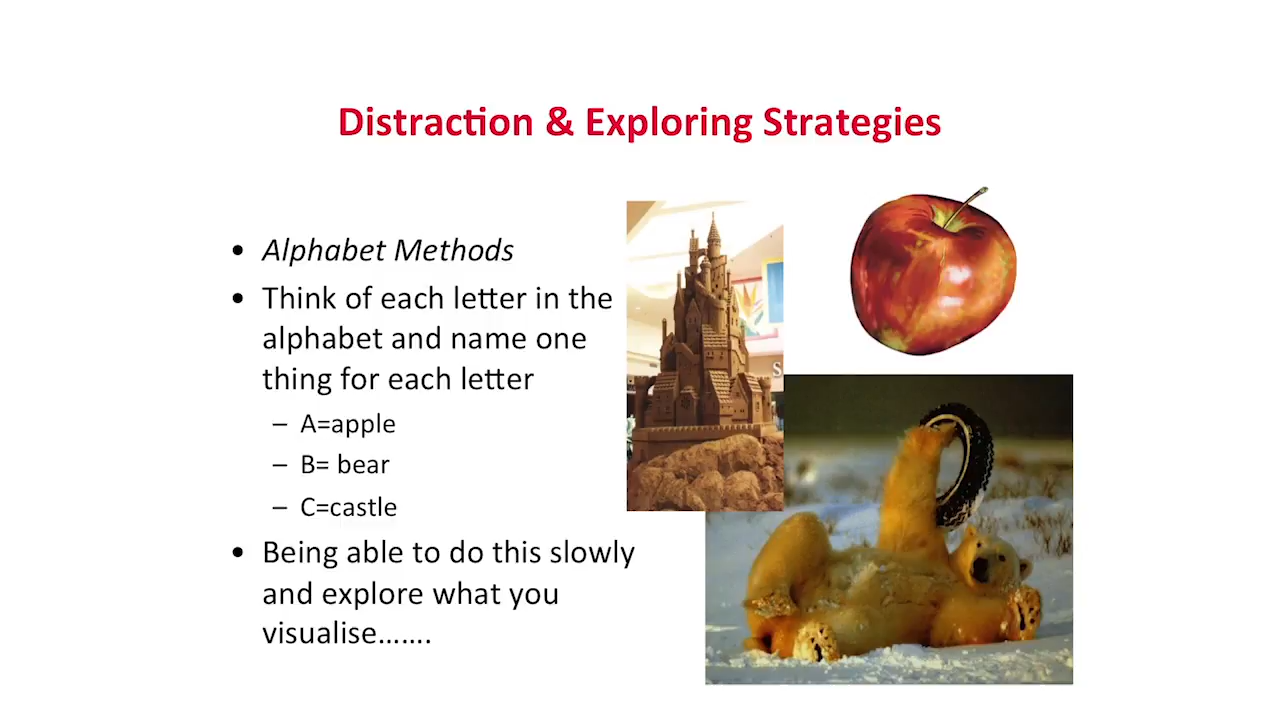 Distraction & Exploring Strategies
• Alphabet Methods
• Think of each letter in the
alphabet and name one
thing for each letter
– A=apple
– B= bear
– C=castle
• Being able to do this slowly
and explore what you
visualise…….
S